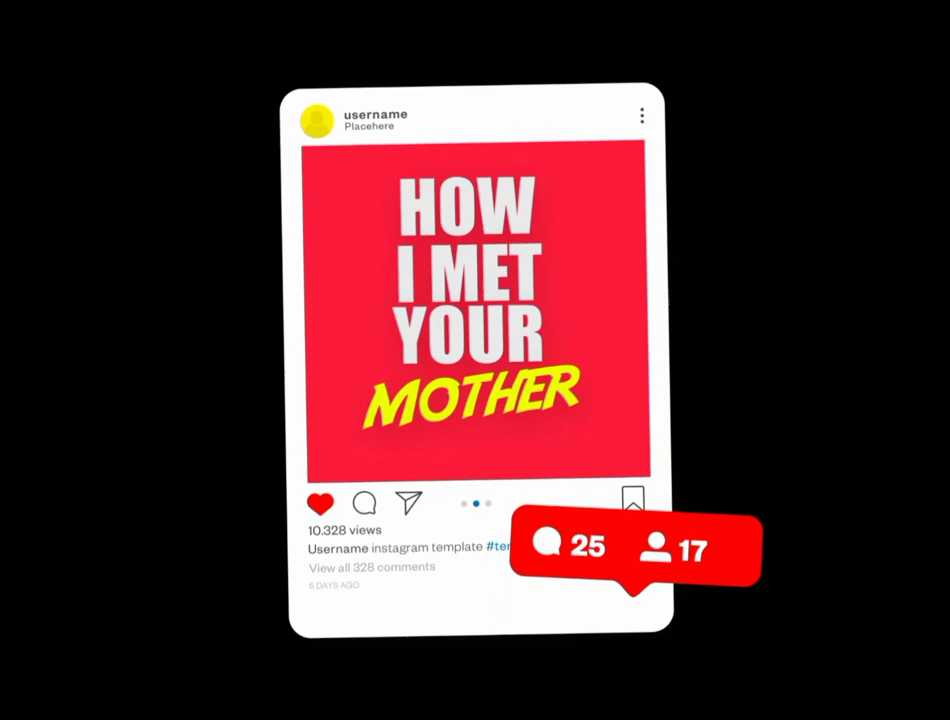 username
Placehere
HOW
I MET
YOUR
MOTHER
10.328 views
Username instagram template
View all 328 comments
5 DAYS AGO
25 17